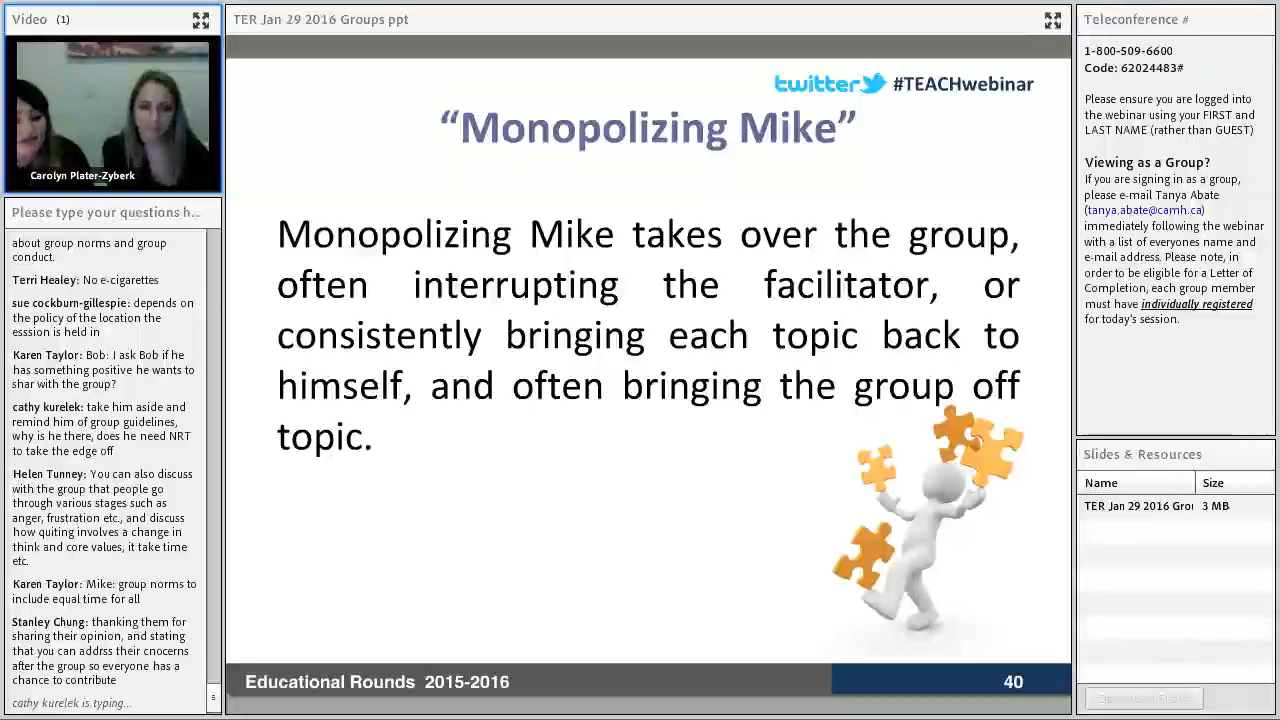 Video (1)
Carolyn Plater-Zyberk
Please type your questions h...
about group norms and group
conduct.
Terri Healey: No e-cigarettes
sue cockburn-gillespie: depends on
the policy of the location the
esssion is held in
Karen Taylor: Bob: I ask Bob if he
has something positive he wants to
shar with the group?
cathy kurelek: take him aside and
remind him of group guidelines,
why is he there, does he need NRT
to take the edge off
Helen Tunney: You can also discuss
with the group that people go
through various stages such as
anger, frustration etc., and discuss
how quiting involves a change in
think and core values, it take time
etc.
Karen Taylor: Mike: group norms to
include equal time for all
Stanley Chung: thanking them for
sharing their opinion, and stating
that you can addrss their cnocerns
after the group so everyone has a
chance to contribute
cathy kurelek is typing...
TER Jan 29 2016 Groups ppt
twitter #TEACHwebinar
“Monopolizing Mike”
Monopolizing Mike takes over the group,
often interrupting the facilitator, or
consistently bringing each topic back to
himself, and often bringing the group off
topic.
Educational Rounds 2015-2016
40
Teleconference #
1-800-509-6600
Code: 62024483#
Please ensure you are logged into
the webinar using your FIRST and
LAST NAME (rather than GUEST)
Viewing as a Group?
If you are signing in as a group,
please e-mail Tanya Abate
(tanya.abate@camh.ca)
immediately following the webinar
with a list of everyones name and
e-mail address. Please note, in
order to be eligible for a Letter of
Completion, each group member
must have individually registered
for today's session.
Slides & Resources
Name Size
TER Jan 29 2016 Grou 3 MB